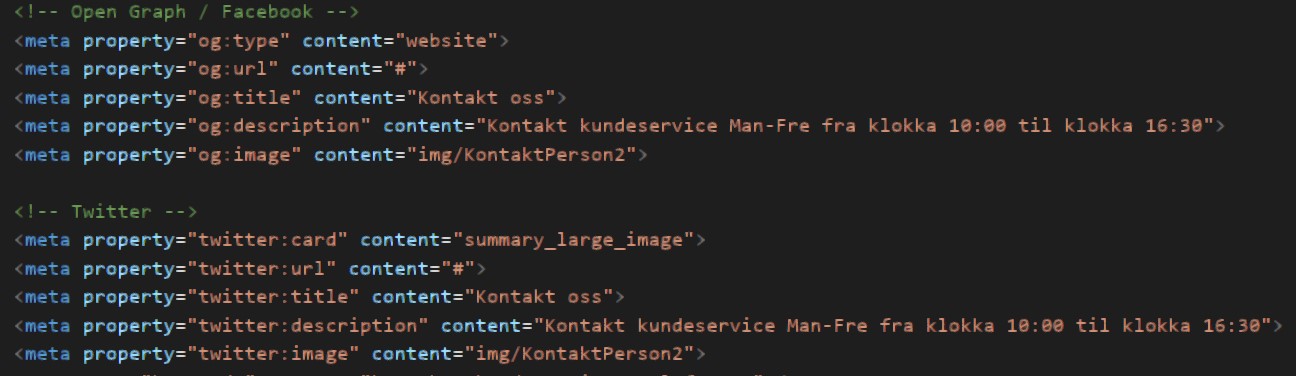 <!-- Open Graph / Facebook -->
<meta property="og:type" content="website">
<meta property="og:url" content="#">
<meta property="og:title" content="Kontakt oss">
<meta property="og:description" content="Kontakt kundeservice Man-Fre fra klokka 10:00 til klokka 16:30">
<meta property="og:image" content="img/KontaktPerson2">
<!-- Twitter -->
<meta property="twitter:card" content="summary_large_image">
<meta property="twitter:url" content="#">
<meta property="twitter:title" content="Kontakt oss">
<meta property="twitter:description" content="Kontakt kundeservice Man-Fre fra klokka 10:00 til klokka 16:30">
<meta property="twitter:image" content="img/KontaktPerson2">